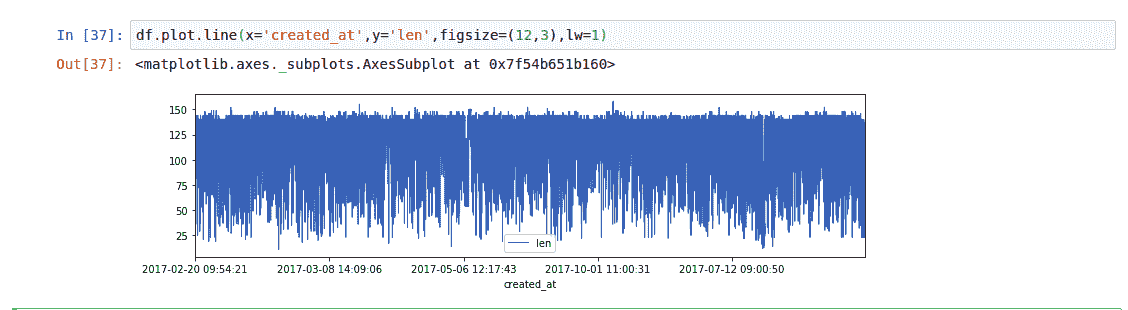 In [37]: df.plot.line(x='created_at',y='len',figsize=(12,3),lw=1)
Out[37]: <matplotlib.axes._subplots.AxesSubplot at 0x7f54b651b160>
150
125
100
75
50
25
len
2017-02-20 09:54:21 2017-03-08 14:09:06 2017-05-06 12:17:43 2017-10-01 11:00:31 2017-07-12 09:00:50
created_at